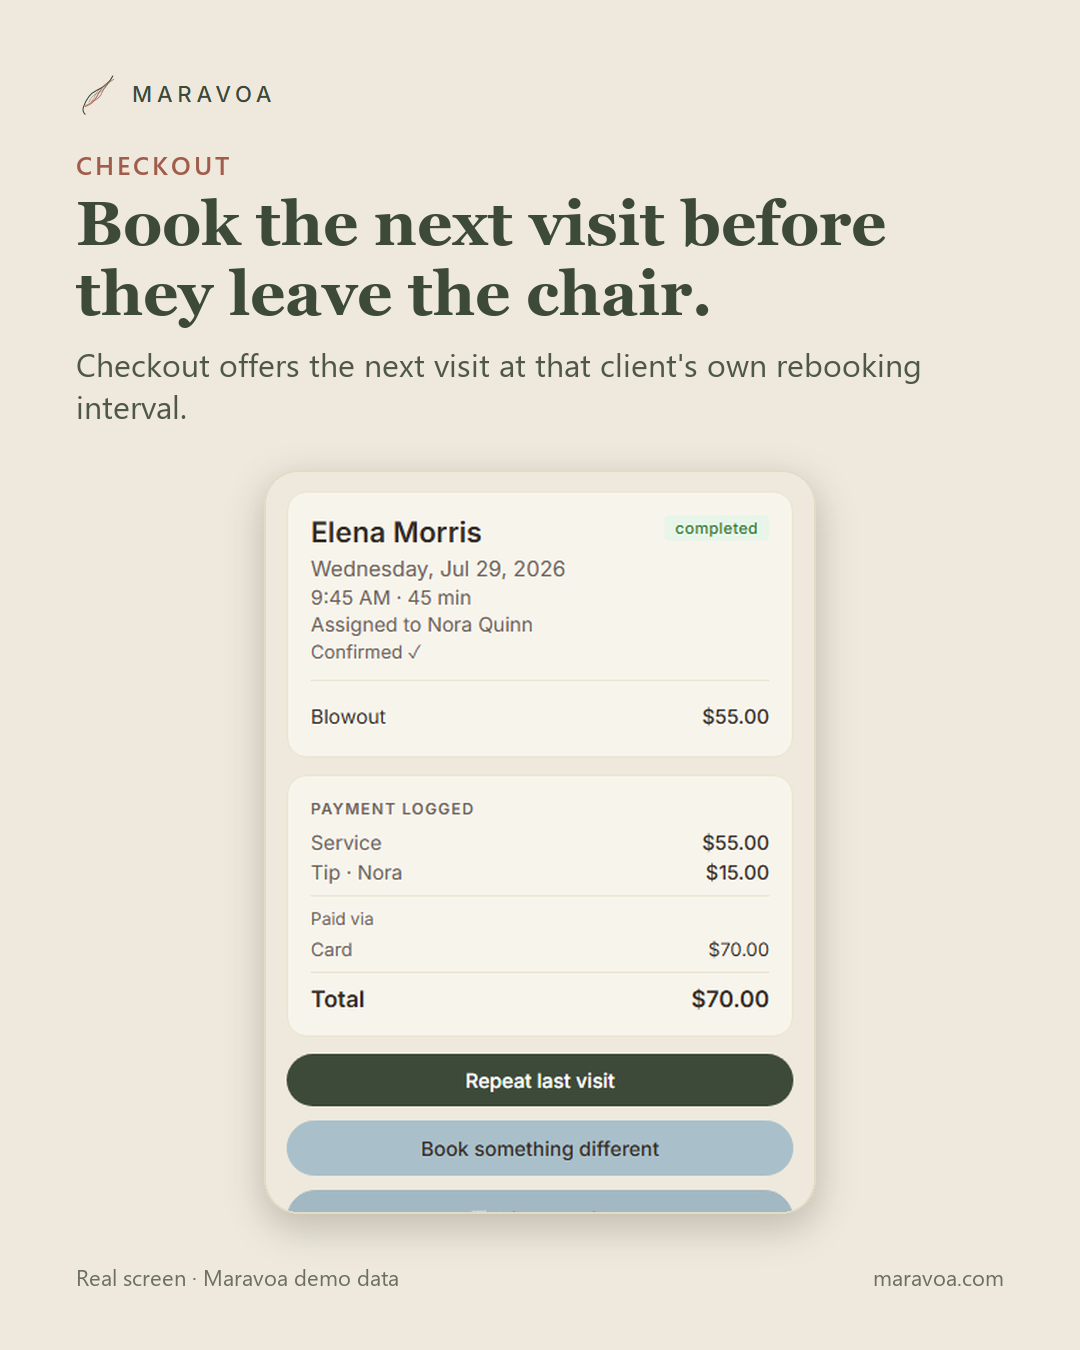 MARAVOA
CHECKOUT
Book the next visit before
they leave the chair.
Checkout offers the next visit at that client's own rebooking
interval.
Elena Morris
completed
Wednesday, Jul 29, 2026
9:45 AM · 45 min
Assigned to Nora Quinn
Confirmed ✓
Blowout $55.00
PAYMENT LOGGED
Service $55.00
Tip · Nora $15.00
Paid via
Card $70.00
Total $70.00
Repeat last visit
Book something different
Real screen · Maravoa demo data
maravoa.com